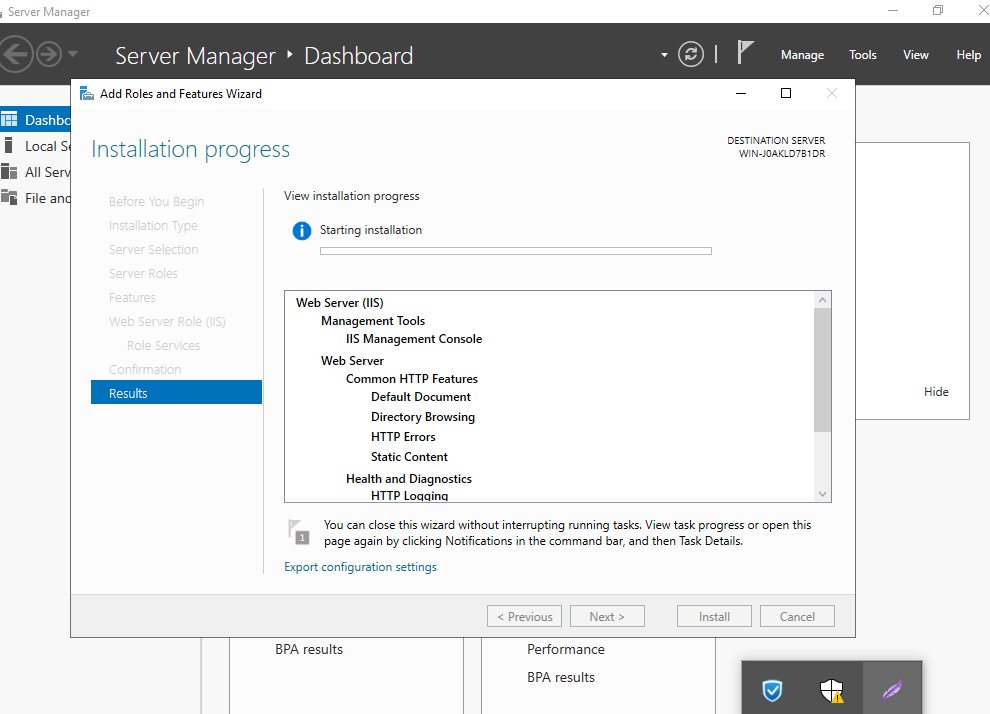 Server Manager
Server Manager ‣ Dashboard
Manage Tools View Help
Add Roles and Features Wizard
Dashbo
Local Se
All Serv
File and
Installation progress
DESTINATION SERVER
WIN-J0AKLD7B1DR
Before You Begin
Installation Type
Server Selection
Server Roles
Features
Web Server Role (IIS)
Role Services
Confirmation
Results
View installation progress
Starting installation
Web Server (IIS)
Management Tools
IIS Management Console
Web Server
Common HTTP Features
Default Document
Directory Browsing
HTTP Errors
Static Content
Health and Diagnostics
HTTP Logging
Hide
1
You can close this wizard without interrupting running tasks. View task progress or open this
page again by clicking Notifications in the command bar, and then Task Details.
Export configuration settings
< Previous Next > Install Cancel
BPA results
Performance
BPA results